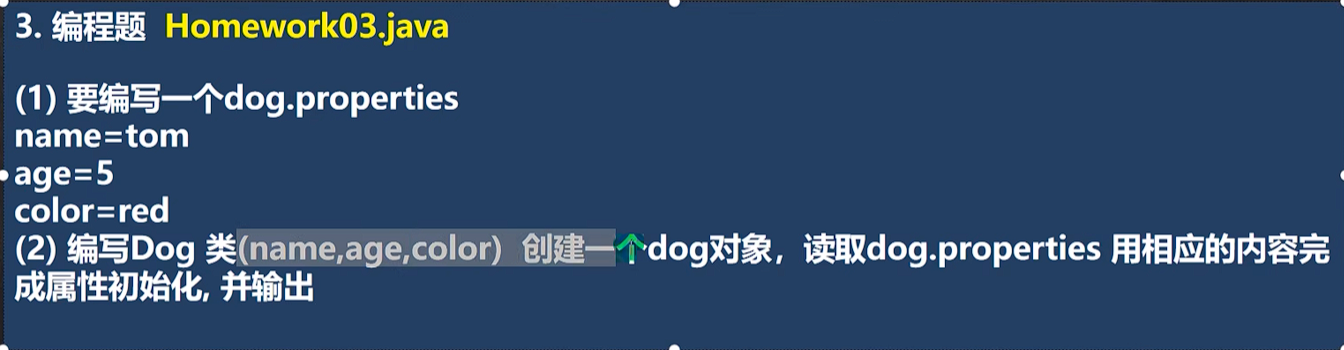 3. 编程题 Homework03.java
(1) 要编写一个dog.properties
name=tom
age=5
color=red
(2) 编写Dog 类(name,age,color) 创建一个dog对象，读取dog.properties 用相应的内容完
成属性初始化, 并输出